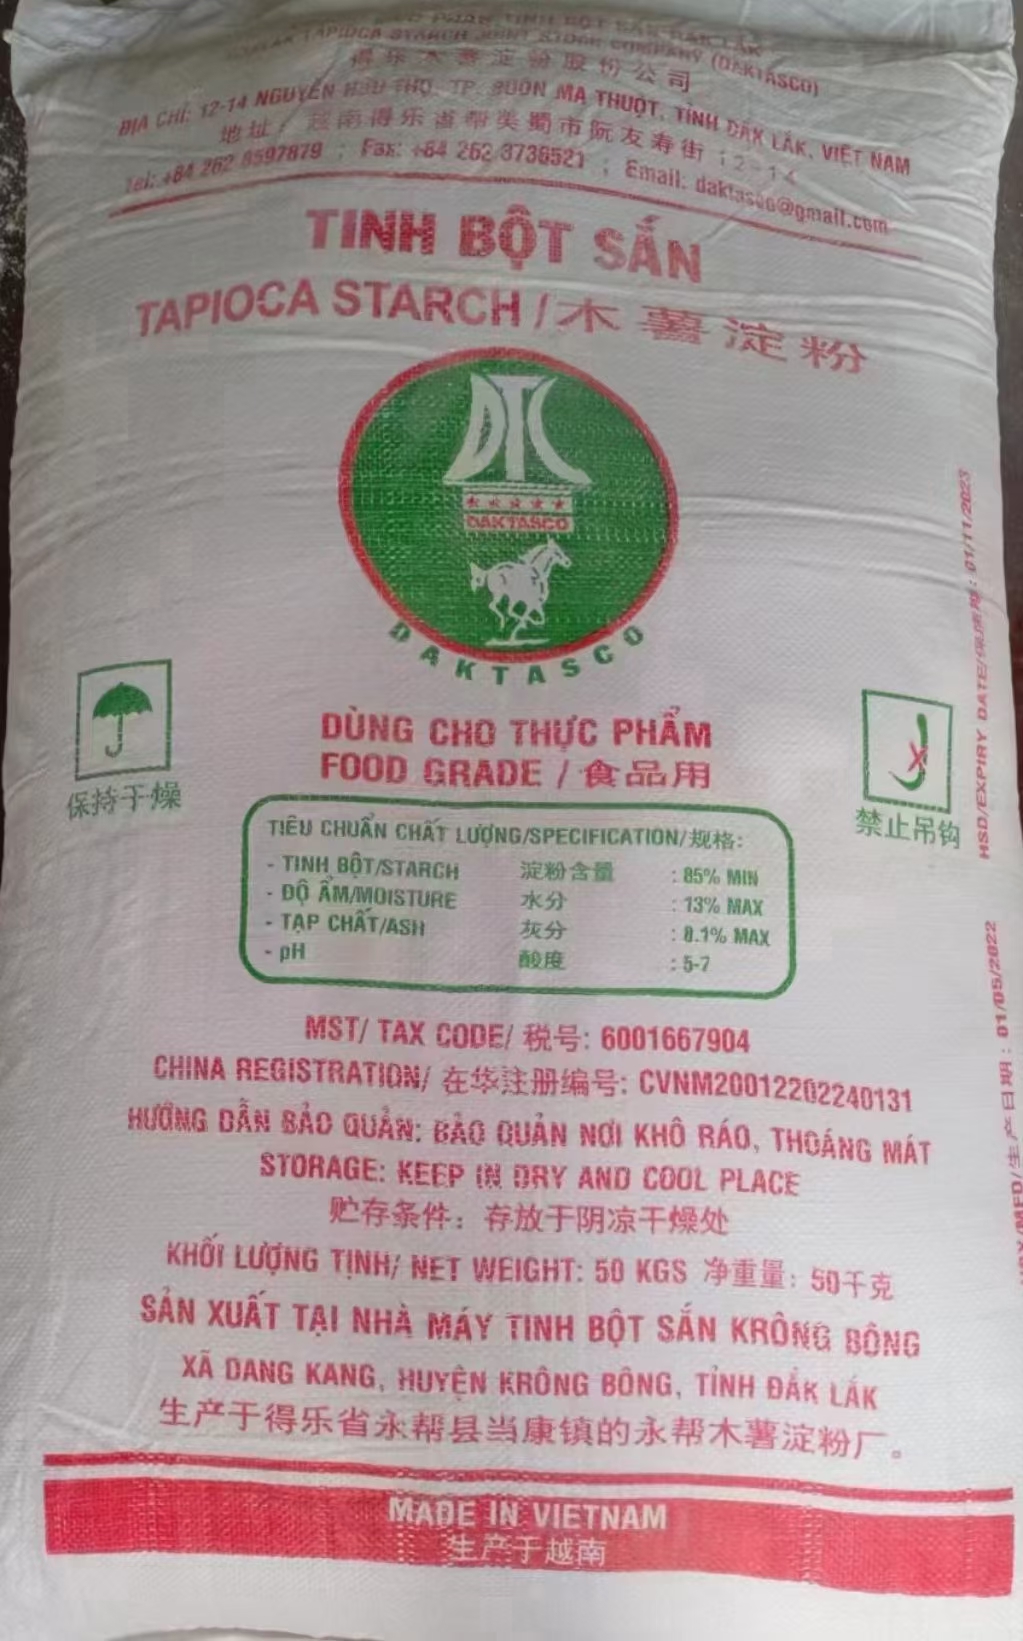 TAPIOCA STARCH JOINT STOCK COMPANY (DAKTASCO)
得乐木薯淀粉股份公司
ĐỊA CHỈ: 12-14 NGUYỄN HỮU THỌ, TP. BUÔN MA THUỘT, TỈNH ĐẮK LẮK, VIỆT NAM
地址：越南得乐省帮美蜀市阮友寿街 12-14
Tel: +84 262 8597879 ; Fax: +84 262 3736521 ; Email: daktasco@gmail.com
TINH BỘT SẮN
TAPIOCA STARCH / 木薯淀粉
DTC
DAKTASCO
DAKTASCO
保持干燥
禁止吊钩
DÙNG CHO THỰC PHẨM
FOOD GRADE / 食品用
TIÊU CHUẨN CHẤT LƯỢNG/SPECIFICATION/规格:
- TINH BỘT/STARCH 淀粉含量 : 85% MIN
- ĐỘ ẨM/MOISTURE 水分 : 13% MAX
- TẠP CHẤT/ASH 灰分 : 0.1% MAX
- pH 酸度 : 5-7
MST/ TAX CODE/ 税号: 6001667904
CHINA REGISTRATION/ 在华注册编号: CVNM20012202240131
HƯỚNG DẪN BẢO QUẢN: BẢO QUẢN NƠI KHÔ RÁO, THOÁNG MÁT
STORAGE: KEEP IN DRY AND COOL PLACE
贮存条件：存放于阴凉干燥处
KHỐI LƯỢNG TỊNH/ NET WEIGHT: 50 KGS 净重量：50千克
SẢN XUẤT TẠI NHÀ MÁY TINH BỘT SẮN KRÔNG BÔNG
XÃ DANG KANG, HUYỆN KRÔNG BÔNG, TỈNH ĐẮK LẮK
生产于得乐省永帮县当康镇的永帮木薯淀粉厂。
MADE IN VIETNAM
生产于越南
HSD/EXPIRY DATE/保质期: 01/11/2023
/MFD/生产日期: 01/05/2022